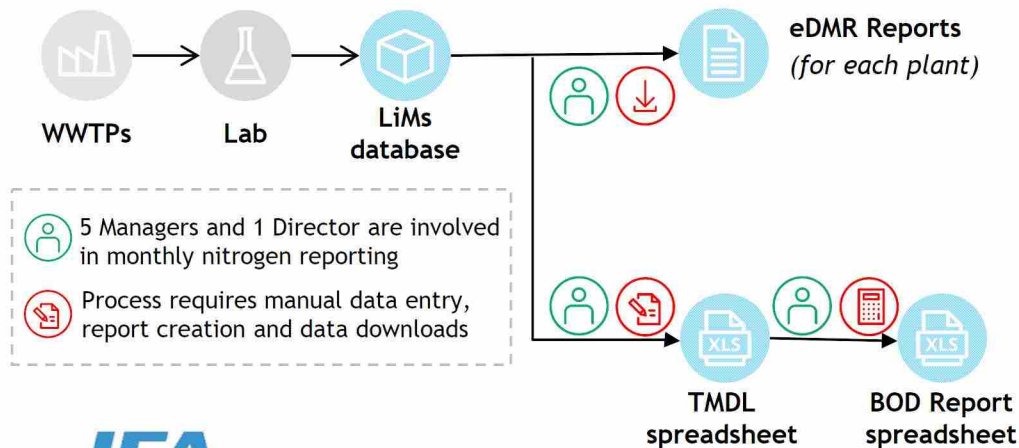 eDMR Reports
(for each plant)
WWTPs
Lab
LiMs
database
5 Managers and 1 Director are involved
in monthly nitrogen reporting
Process requires manual data entry,
report creation and data downloads
XLS
XLS
TMDL
spreadsheet
BOD Report
spreadsheet